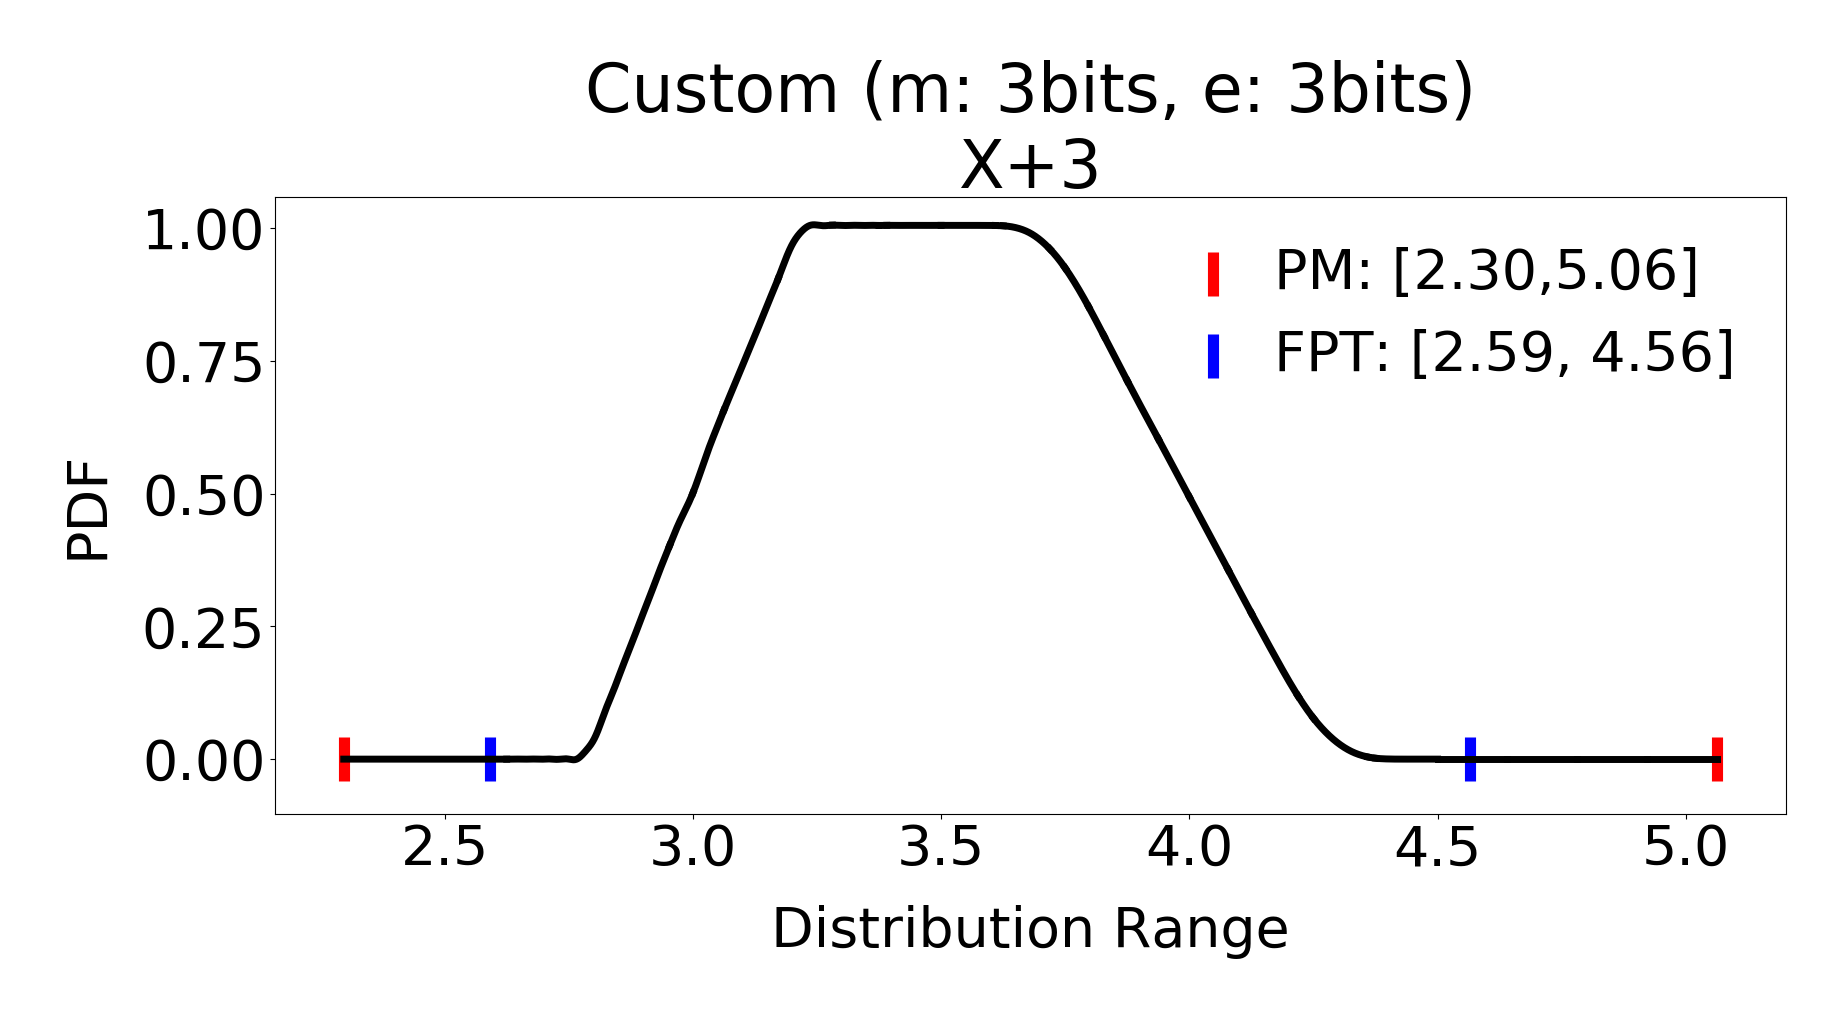 Custom (m: 3bits, e: 3bits)
X+3
1.00
0.75
0.50
0.25
0.00
PDF
PM: [2.30,5.06]
FPT: [2.59, 4.56]
2.5 3.0 3.5 4.0 4.5 5.0
Distribution Range